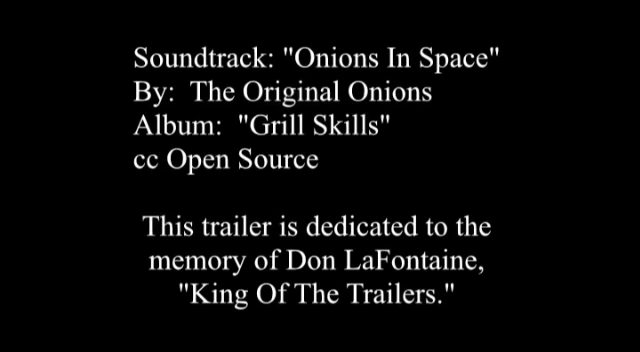 Soundtrack: "Onions In Space"
By:  The Original Onions
Album:  "Grill Skills"
cc Open Source
This trailer is dedicated to the
memory of Don LaFontaine,
"King Of The Trailers."